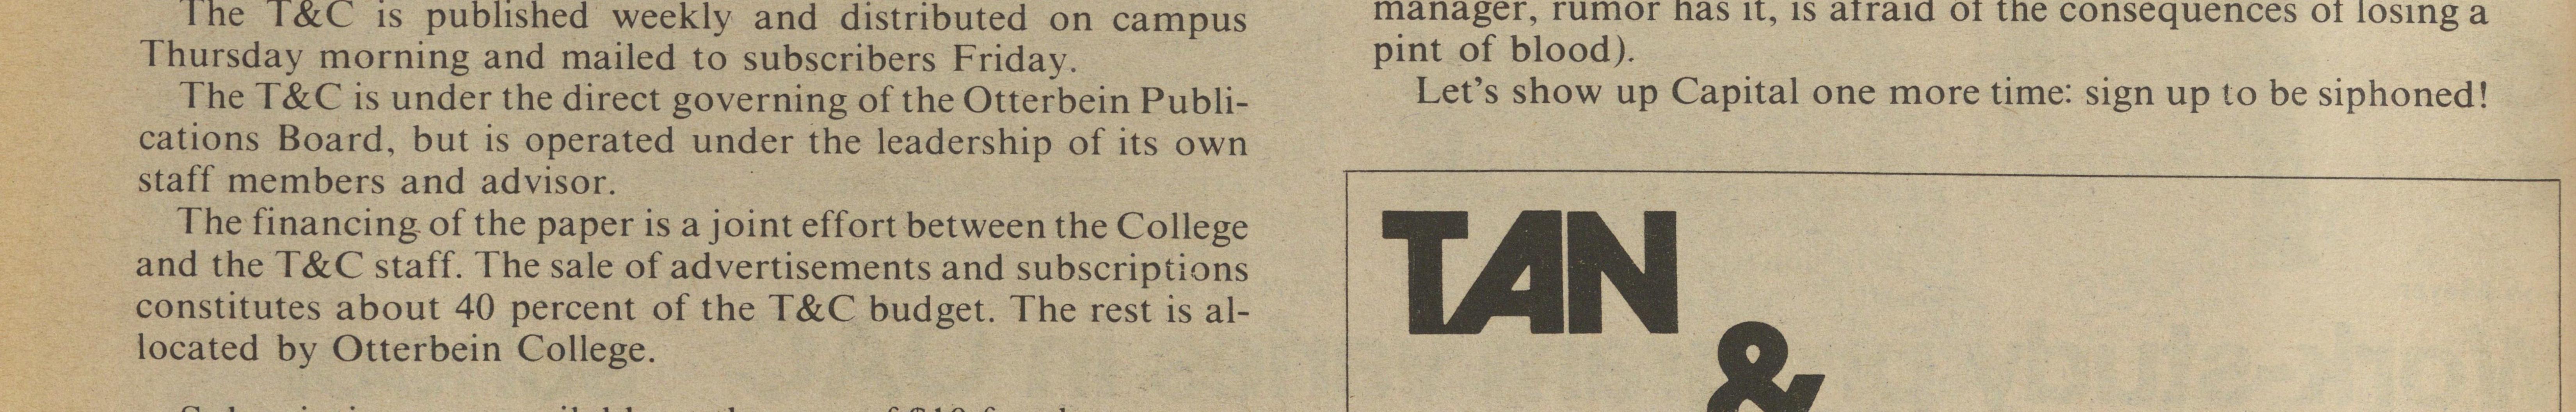 The T&C is published weekly and distributed on campus
Thursday morning and mailed to subscribers Friday.
The T&C is under the direct governing of the Otterbein Publi-
cations Board, but is operated under the leadership of its own
staff members and advisor.
The financing of the paper is a joint effort between the College
and the T&C staff. The sale of advertisements and subscriptions
constitutes about 40 percent of the T&C budget. The rest is al-
located by Otterbein College.
manager, rumor has it, is afraid of the consequences of losing a
pint of blood).
Let's show up Capital one more time: sign up to be siphoned!
TAN
&